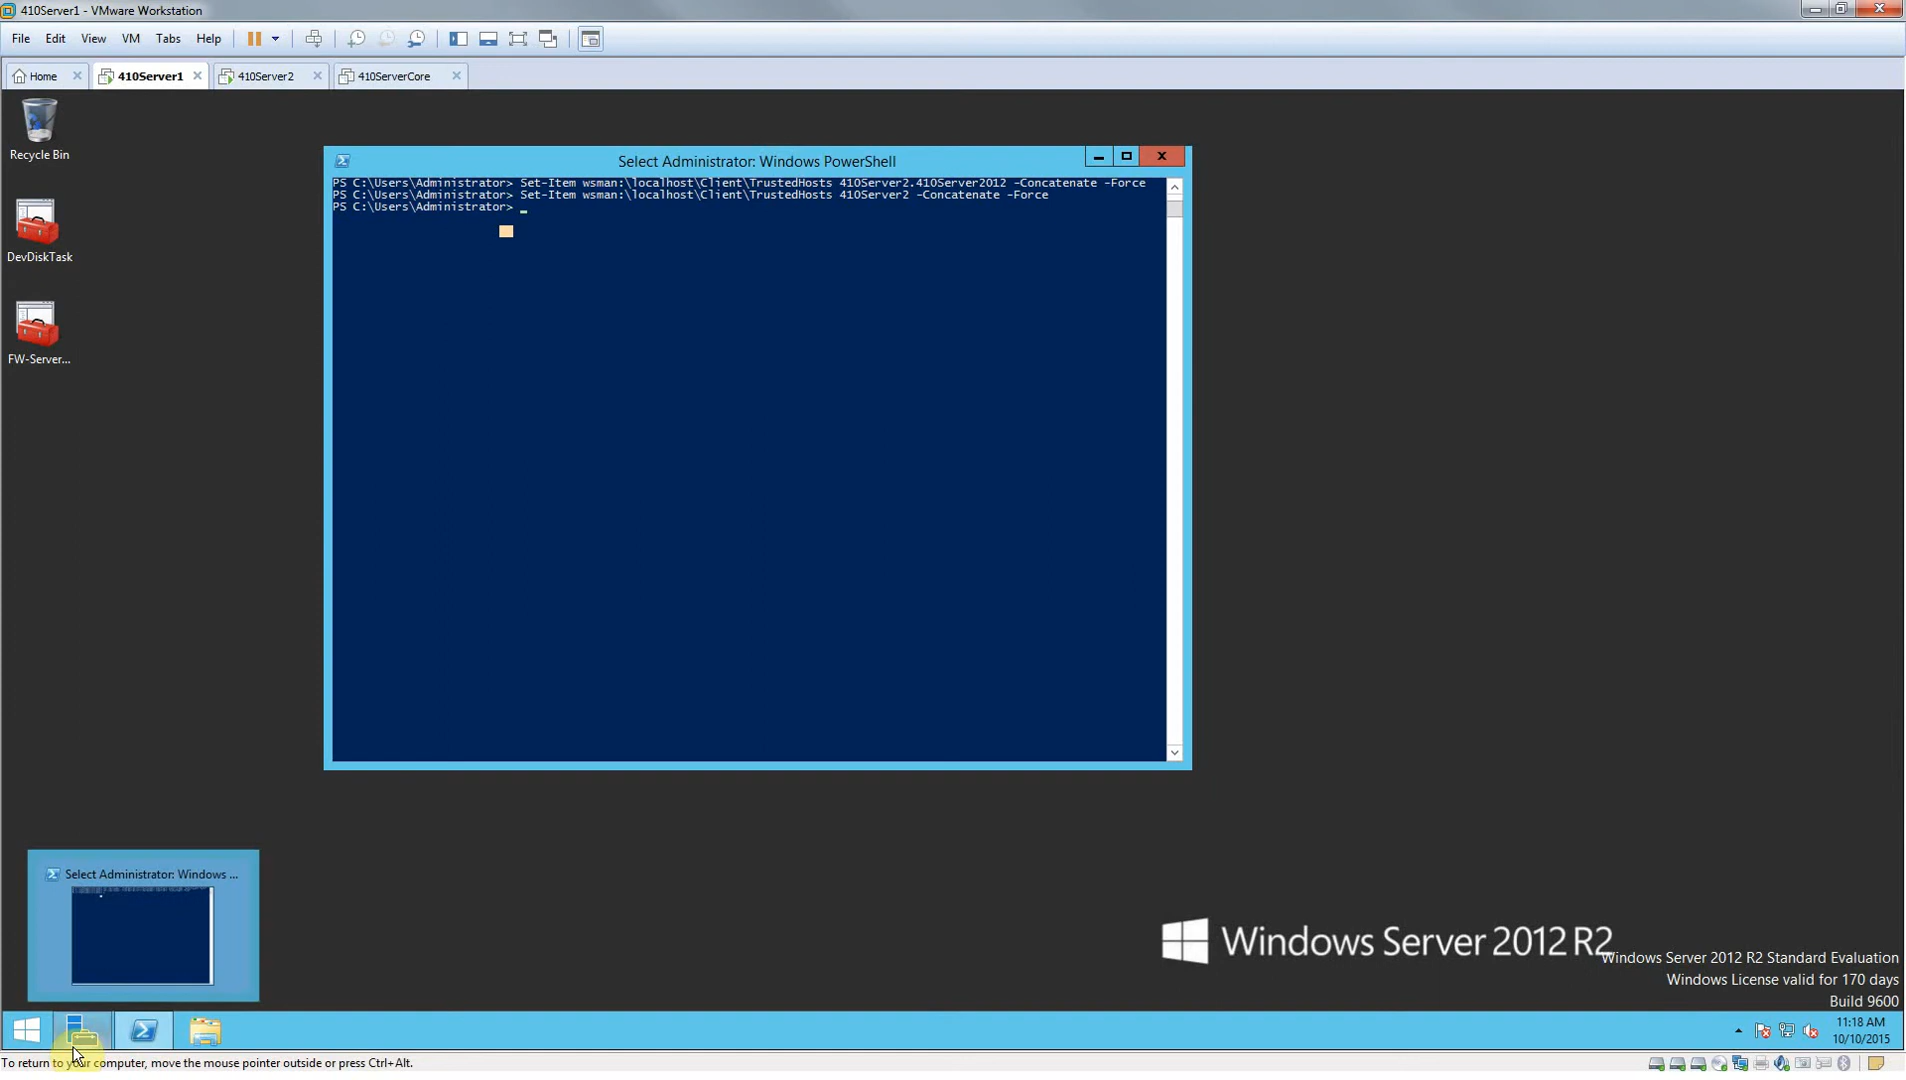 410Server1 - VMware Workstation
File Edit View VM Tabs Help
Home 410Server1 410Server2 410ServerCore
Recycle Bin
DevDiskTask
FW-Server...
Select Administrator: Windows PowerShell
PS C:\Users\Administrator> Set-Item wsman:\localhost\Client\TrustedHosts 410Server2.410Server2012 -Concatenate -Force
PS C:\Users\Administrator> Set-Item wsman:\localhost\Client\TrustedHosts 410Server2 -Concatenate -Force
PS C:\Users\Administrator>
Select Administrator: Windows ...
Windows Server 2012 R2
Windows Server 2012 R2 Standard Evaluation
Windows License valid for 170 days
Build 9600
11:18 AM
10/10/2015
To return to your computer, move the mouse pointer outside or press Ctrl+Alt.